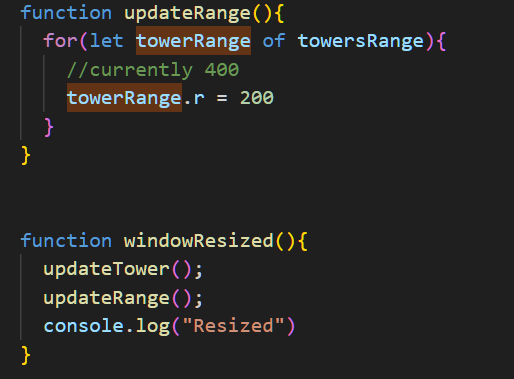 function updateRange(){
for(let towerRange of towersRange){
//currently 400
towerRange.r = 200
}
}
function windowResized(){
updateTower();
updateRange();
console.log("Resized")
}